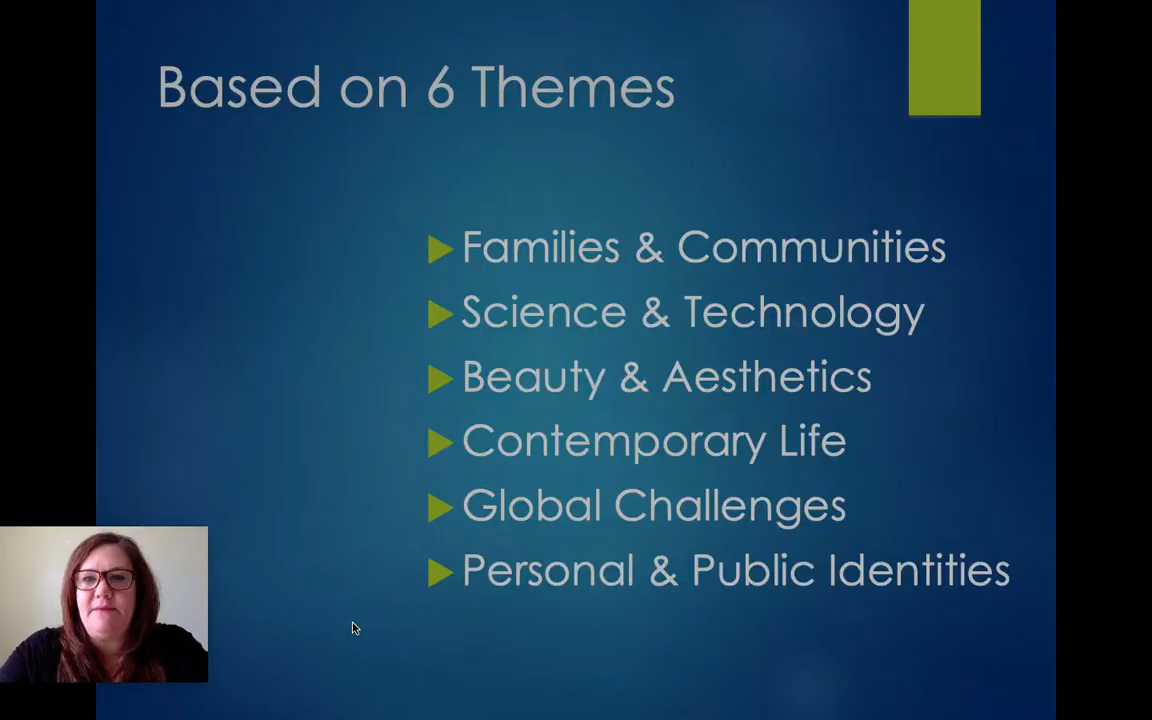 Based on 6 Themes
Families & Communities
Science & Technology
Beauty & Aesthetics
Contemporary Life
Global Challenges
Personal & Public Identities